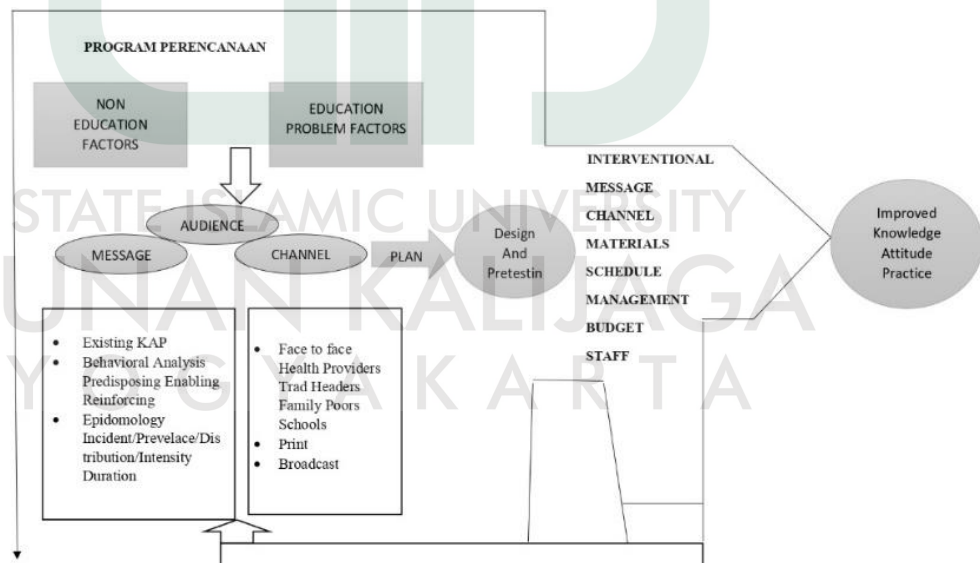 PROGRAM PERENCANAAN
NON
EDUCATION
FACTORS
EDUCATION
PROBLEM FACTORS
STATE ISLAMIC UNIVERSITY
SUNAN KALIJAGA
YOGYAKARTA
AUDIENCE
MESSAGE
CHANNEL
PLAN
Design
And
Pretestin
• Existing KAP
• Behavioral Analysis
Predisposing Enabling
Reinforcing
• Epidomology
Incident/Prevelace/Dis
tribution/Intensity
Duration
• Face to face
Health Providers
Trad Headers
Family Poors
Schools
• Print
• Broadcast
INTERVENTIONAL
MESSAGE
CHANNEL
MATERIALS
SCHEDULE
MANAGEMENT
BUDGET
STAFF
Improved
Knowledge
Attitude
Practice